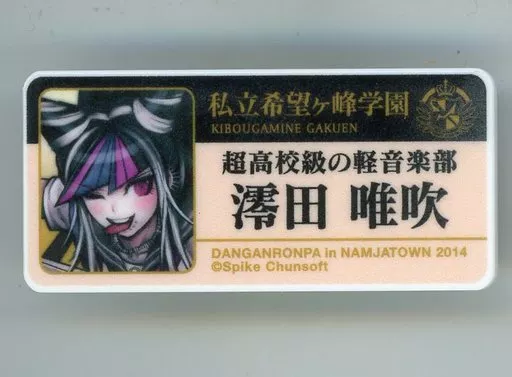 私立希望ヶ峰学園
KIBOUGAMINE GAKUEN
超高校級の軽音楽部
澪田 唯吹
DANGANRONPA in NAMJATOWN 2014
©Spike Chunsoft